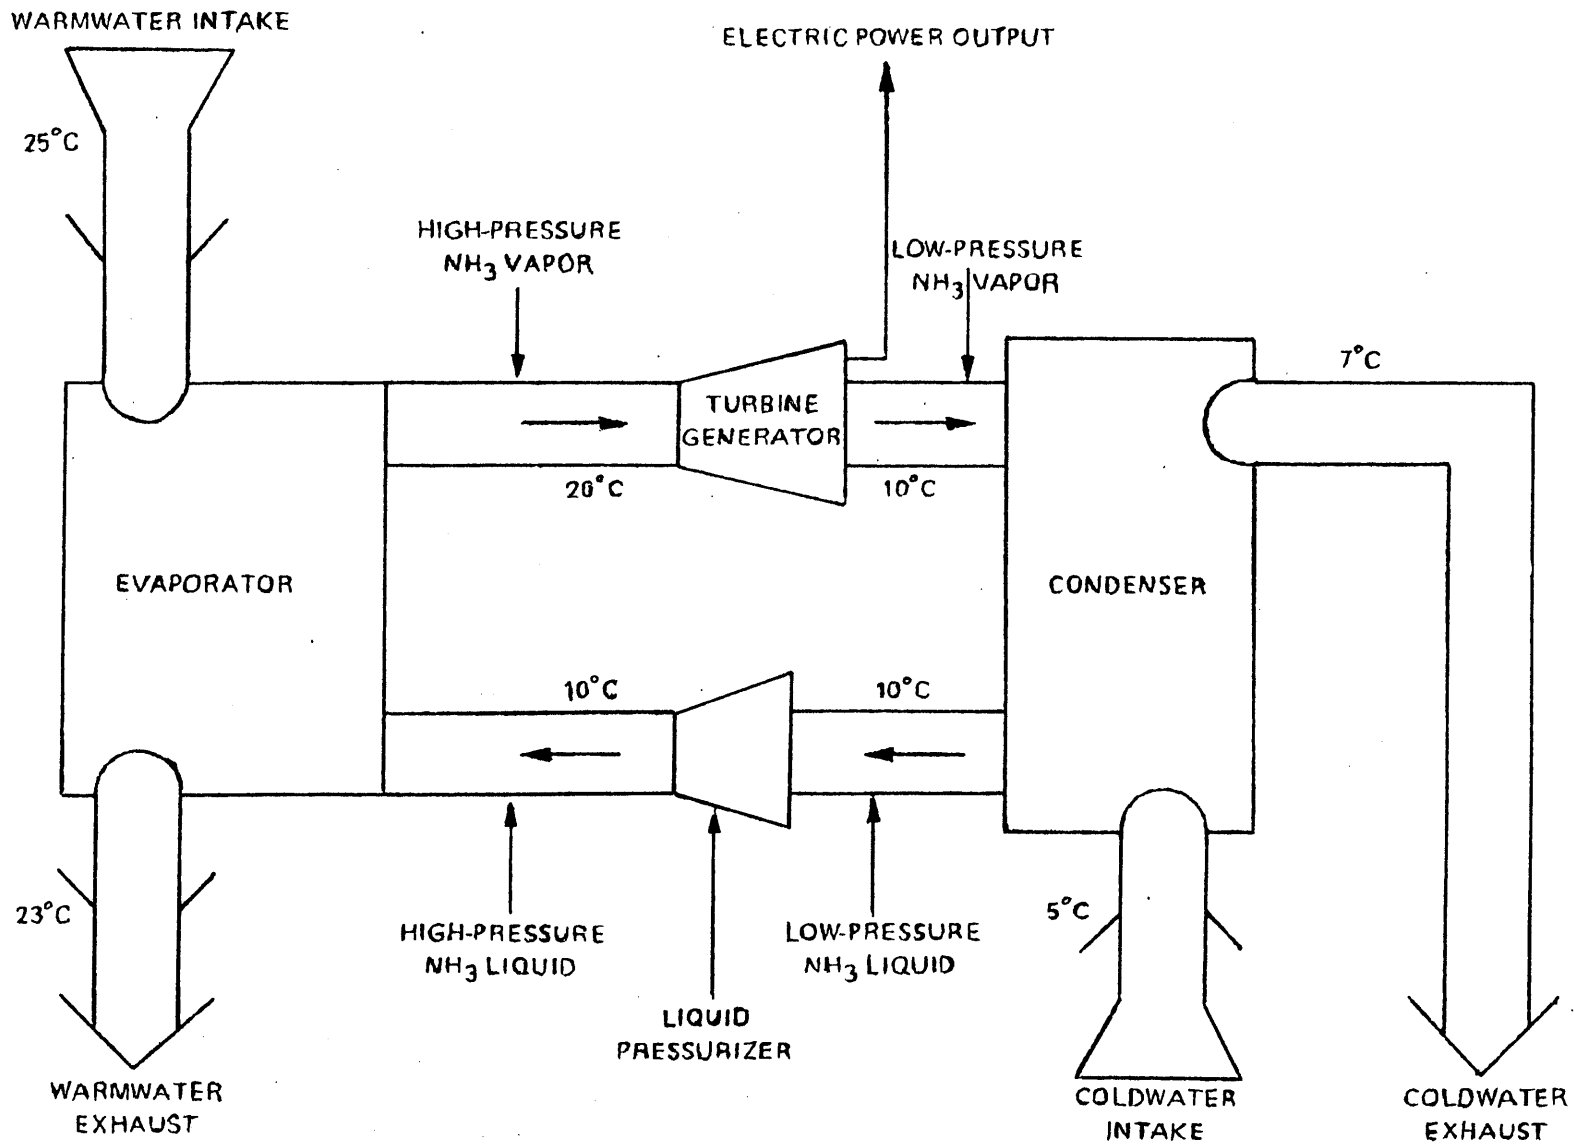 WARMWATER INTAKE
ELECTRIC POWER OUTPUT
25°C
HIGH-PRESSURE
NH3 VAPOR
LOW-PRESSURE
NH3 VAPOR
7°C
TURBINE
GENERATOR
20°C
10°C
EVAPORATOR
CONDENSER
10°C
10°C
23°C
5°C
HIGH-PRESSURE
NH3 LIQUID
LOW-PRESSURE
NH3 LIQUID
LIQUID
PRESSURIZER
WARMWATER
EXHAUST
COLDWATER
INTAKE
COLDWATER
EXHAUST